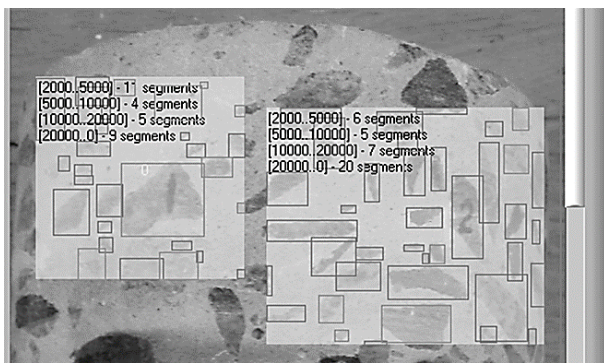 [2000..5000] - 1 segments
[5000..10000] - 4 segments
[10000..20000] - 5 segments
[20000..0] - 9 segments
[2000..5000] - 6 segments
[5000..10000] - 5 segments
[10000..20000] - 7 segments
[20000..0] - 20 segments